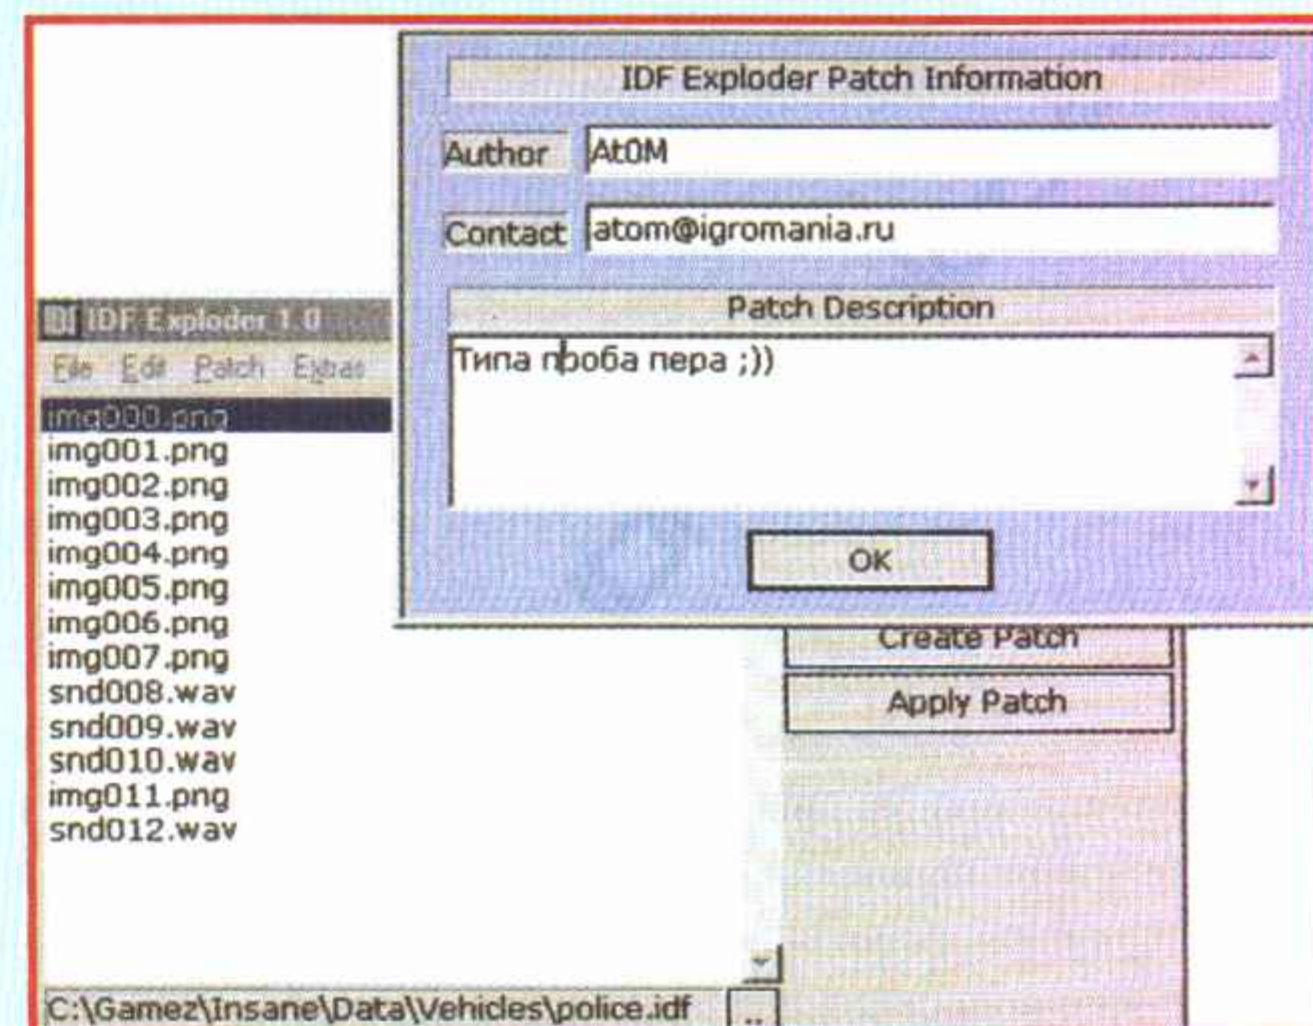 IDF Exploder Patch Information
Author
At0M
Contact
atom@igromania.ru
Patch Description
Типа проба пера ;))
OK
IDF Exploder 1.0
File Edit Patch Extras
img000.png
img001.png
img002.png
img003.png
img004.png
img005.png
img006.png
img007.png
snd008.wav
snd009.wav
snd010.wav
img011.png
snd012.wav
Create Patch
Apply Patch
C:\Gamez\Insane\Data\Vehicles\police.idf
..